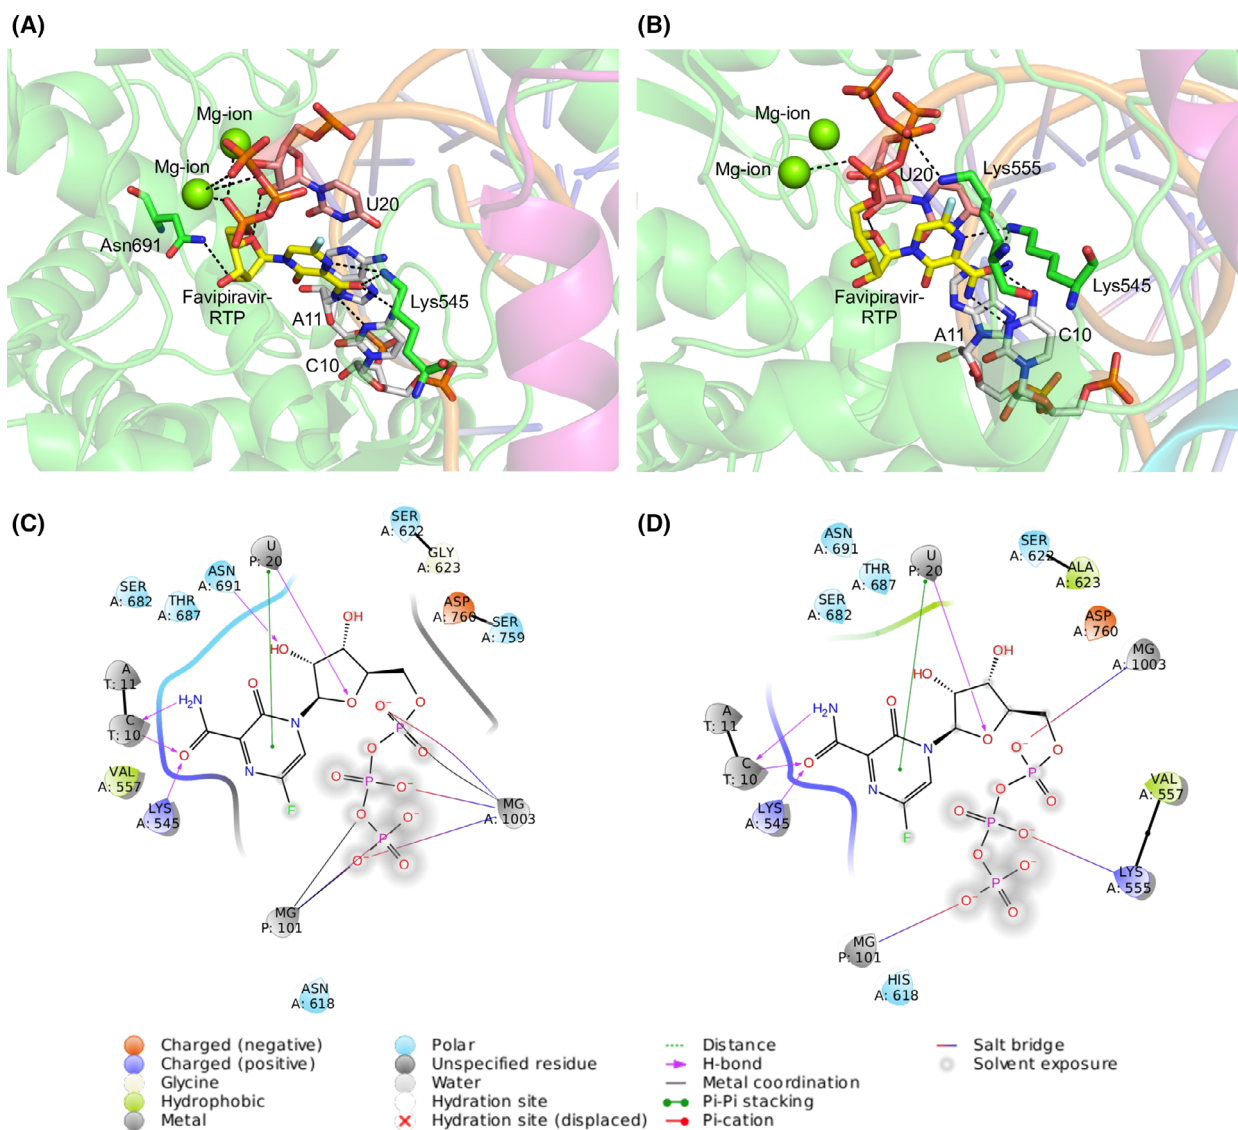 (A)
Mg-ion
Mg-ion
Asn691
U20
Favipiravir-
RTP
A11
C10
Lys545
(B)
Mg-ion
Mg-ion
U20
Lys555
Favipiravir-
RTP
Lys545
A11
C10
(C)
SER
A: 622
GLY
A: 623
U
P: 20
ASN
A: 691
SER
A: 682
THR
A: 687
ASP
A: 760
SER
A: 759
OH
HO
A
T: 11
C
T: 10
H₂N
O
O
N
O
O
N
F
VAL
A: 557
LYS
A: 545
O⁻
P
O
O
O
P
O⁻
O
P
O⁻
O⁻
O
MG
A: 1003
MG
P: 101
ASN
A: 618
(D)
ASN
A: 691
THR
A: 687
SER
A: 682
U
P: 20
SER
A: 622
ALA
A: 623
ASP
A: 760
MG
A: 1003
OH
HO
A
T: 11
C
T: 10
H₂N
O
O
N
O
N
F
LYS
A: 545
O⁻
O
P
O
O
O
P
O⁻
O
P
O⁻
O⁻
O
VAL
A: 557
LYS
A: 555
MG
P: 101
HIS
A: 618
Charged (negative)
Charged (positive)
Glycine
Hydrophobic
Metal
Polar
Unspecified residue
Water
Hydration site
Hydration site (displaced)
Distance
H-bond
Metal coordination
Pi-Pi stacking
Pi-cation
Salt bridge
Solvent exposure